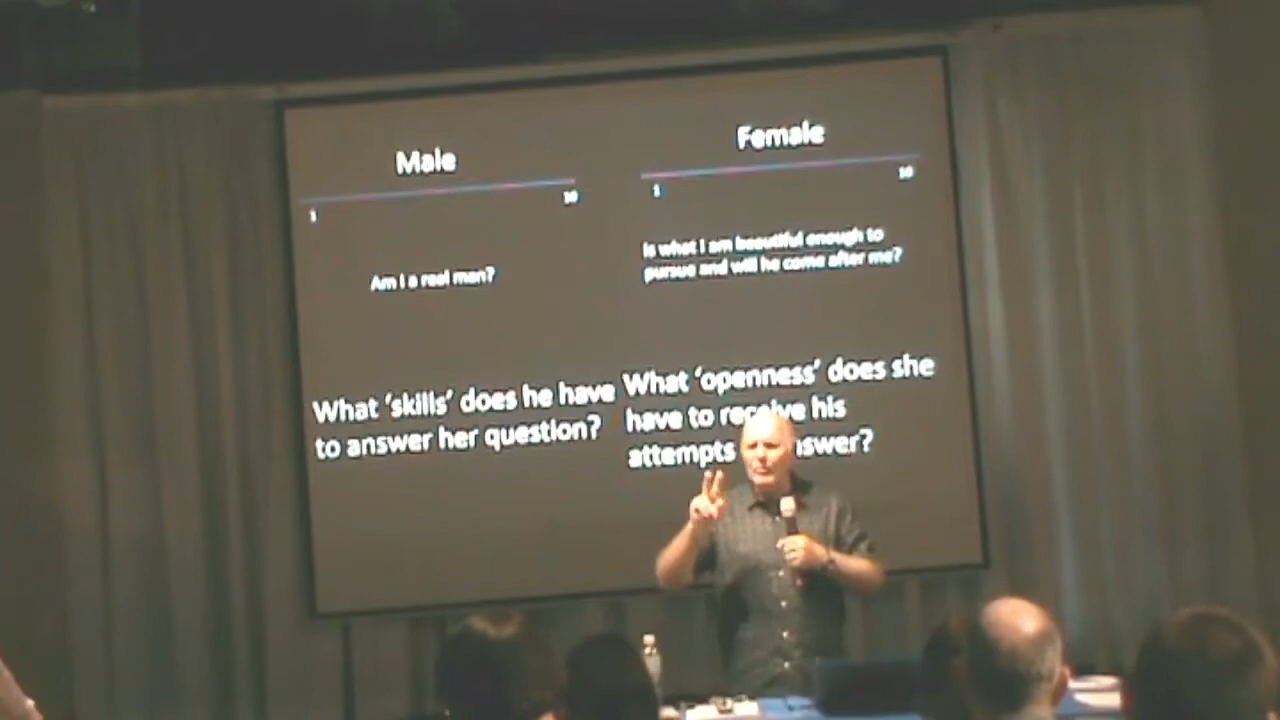 Male
1 10
Am I a real man?
What ‘skills’ does he have
to answer her question?
Female
1 10
Is what I am beautiful enough to
pursue and will he come after me?
What ‘openness’ does she
have to receive his
attempts nswer?